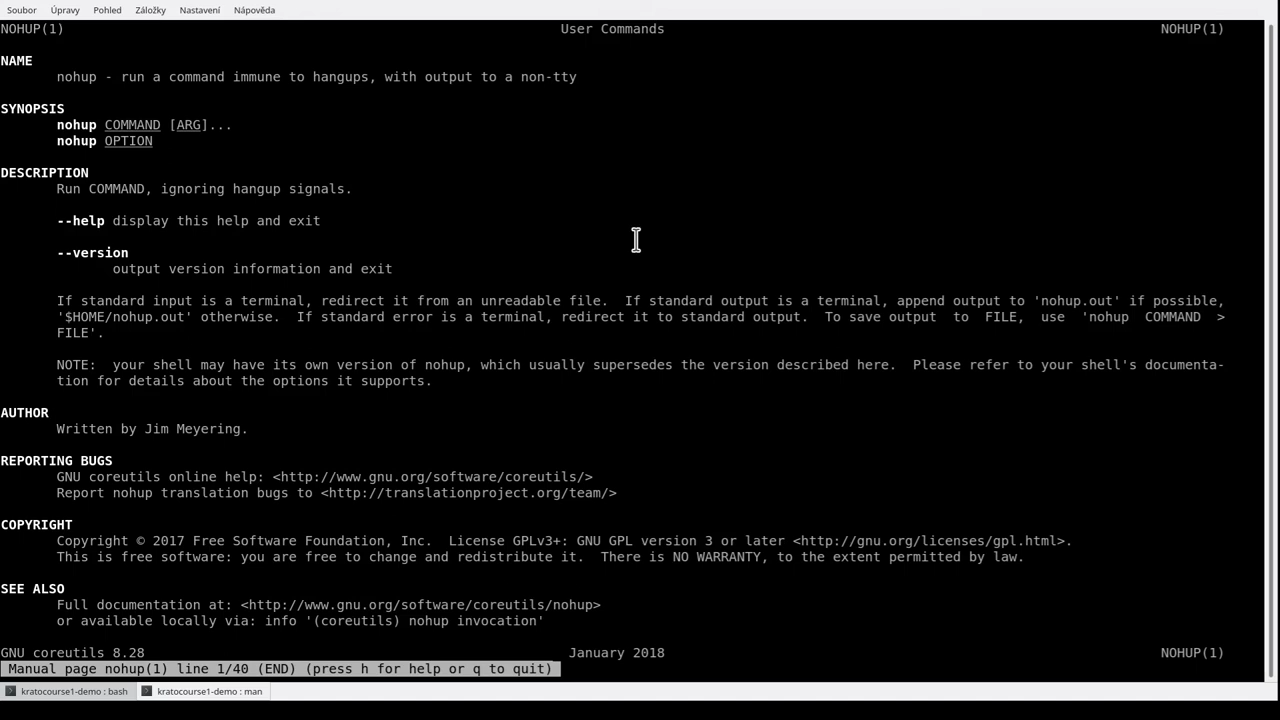 Soubor Úpravy Pohled Záložky Nastavení Nápověda
NOHUP(1) User Commands NOHUP(1)
NAME
nohup - run a command immune to hangups, with output to a non-tty
SYNOPSIS
nohup COMMAND [ARG]...
nohup OPTION
DESCRIPTION
Run COMMAND, ignoring hangup signals.
--help display this help and exit
--version
output version information and exit
If standard input is a terminal, redirect it from an unreadable file.  If standard output is a terminal, append output to 'nohup.out' if possible,
'$HOME/nohup.out' otherwise.  If standard error is a terminal, redirect it to standard output.  To save output  to  FILE,  use  'nohup  COMMAND  >
FILE'.
NOTE:  your shell may have its own version of nohup, which usually supersedes the version described here.  Please refer to your shell's documenta-
tion for details about the options it supports.
AUTHOR
Written by Jim Meyering.
REPORTING BUGS
GNU coreutils online help: <http://www.gnu.org/software/coreutils/>
Report nohup translation bugs to <http://translationproject.org/team/>
COPYRIGHT
Copyright © 2017 Free Software Foundation, Inc.  License GPLv3+: GNU GPL version 3 or later <http://gnu.org/licenses/gpl.html>.
This is free software: you are free to change and redistribute it.  There is NO WARRANTY, to the extent permitted by law.
SEE ALSO
Full documentation at: <http://www.gnu.org/software/coreutils/nohup>
or available locally via: info '(coreutils) nohup invocation'
GNU coreutils 8.28 January 2018 NOHUP(1)
Manual page nohup(1) line 1/40 (END) (press h for help or q to quit)
kratocourse1-demo : bash kratocourse1-demo : man